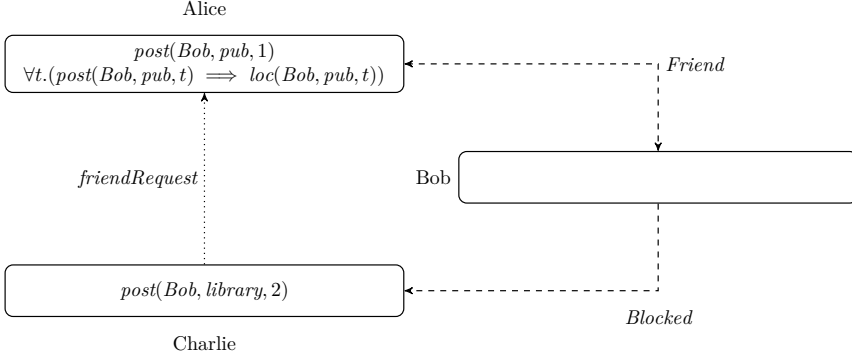 Alice
post(Bob, pub, 1)
∀t.(post(Bob, pub, t) ⟹ loc(Bob, pub, t))
Friend
friendRequest
Bob
post(Bob, library, 2)
Blocked
Charlie